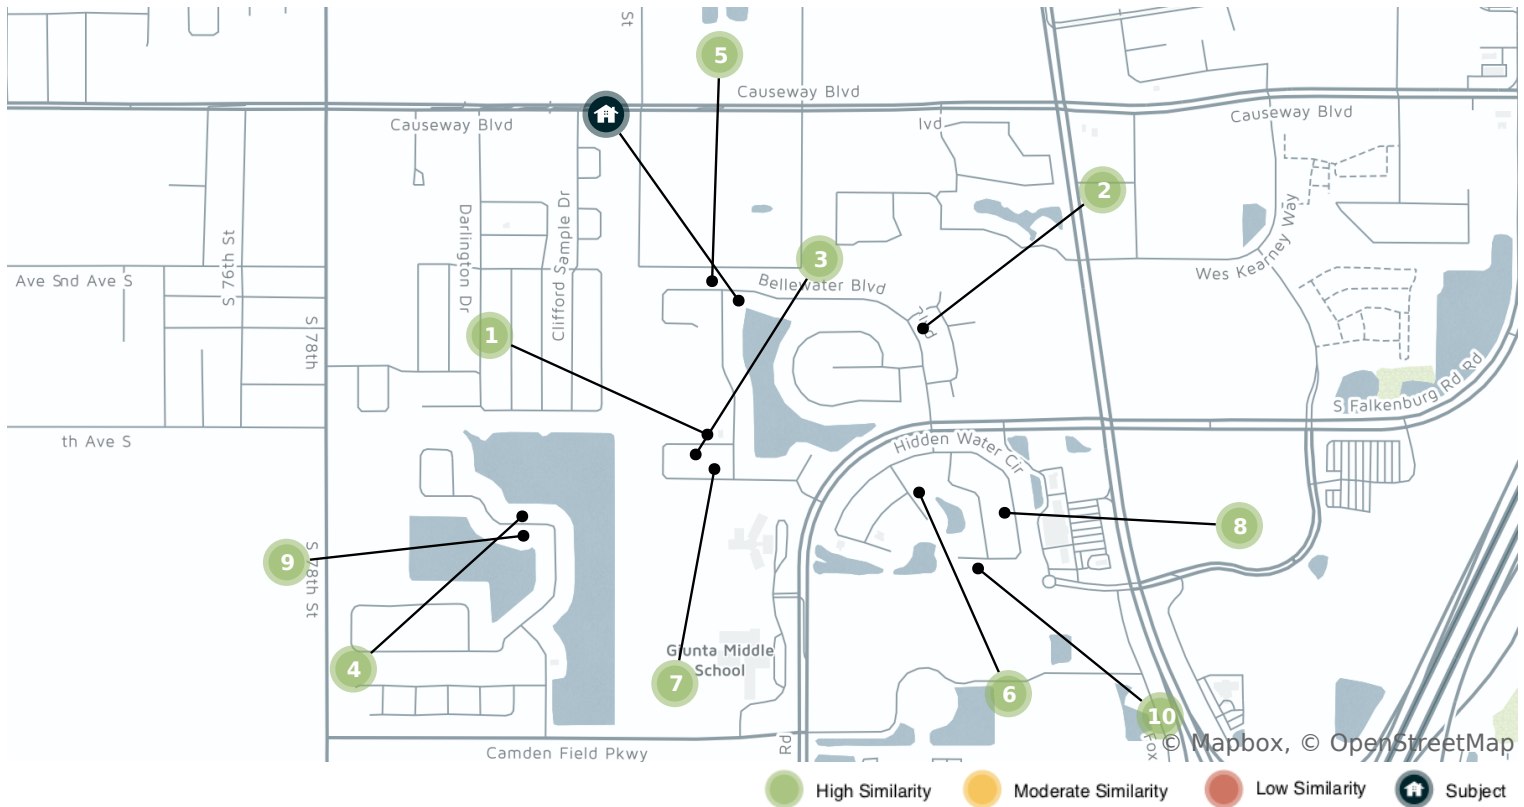 St
5
Causeway Blvd
Causeway Blvd
lvd
Causeway Blvd
2
Darlington Dr
Clifford Sample Dr
S 76th St
Wes Kearney Way
3
Ave S
nd Ave S
Bellewater Blvd
lvd
1
S 78th
S Falkenburg Rd
Rd
th Ave S
Hidden Water Cir
8
9
S 78th St
Giunta Middle
School
4
7
6
10
Camden Field Pkwy
Rd
Fox
© Mapbox, © OpenStreetMap
High Similarity
Moderate Similarity
Low Similarity
Subject